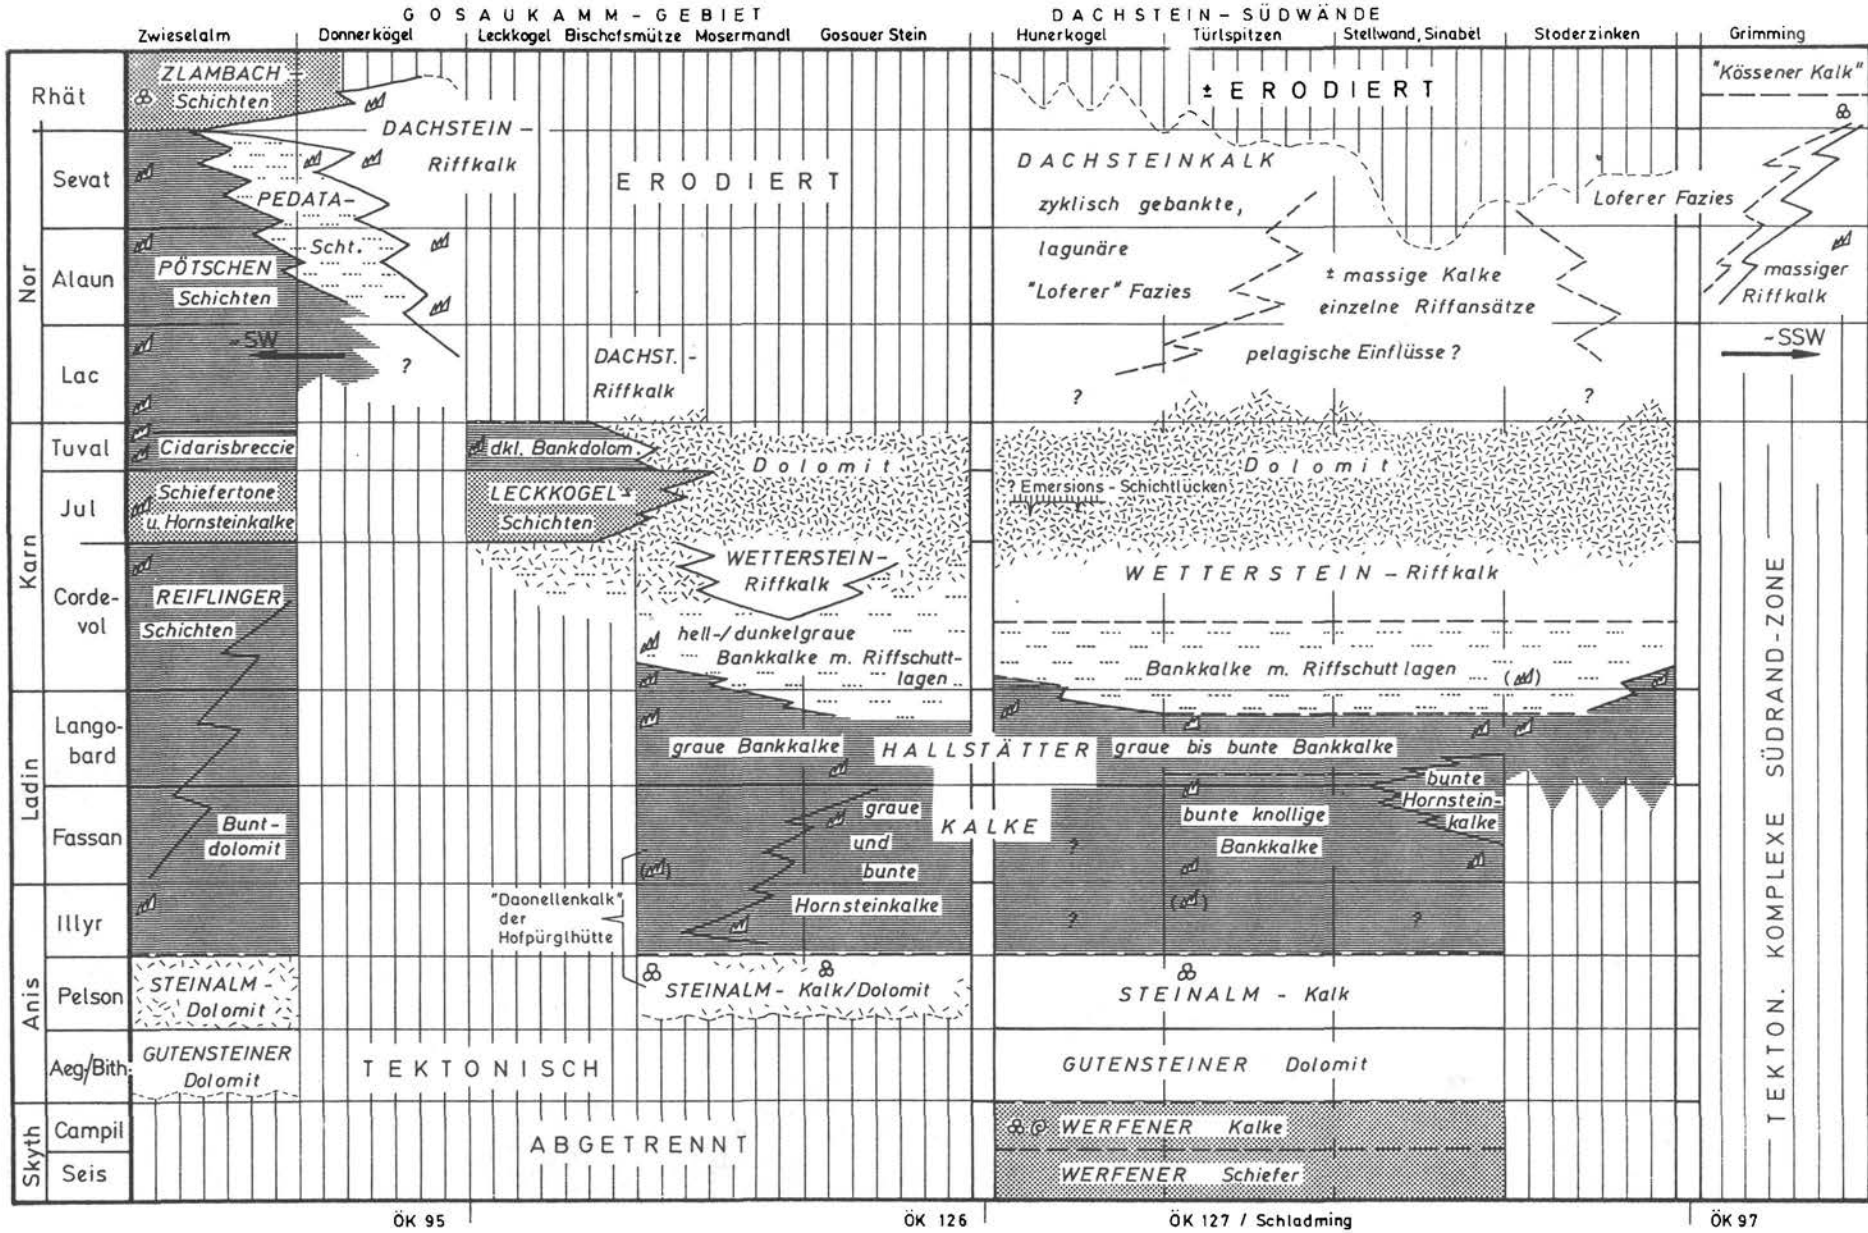 GOSAUKAMM-GEBIET
DACHSTEIN-SÜDWÄNDE
Zwieselalm
Donnerkögel
Leckkogel
Bischofsmütze
Mosermandl
Gosauer Stein
Hunerkogel
Türlspitzen
Stellwand, Sinabel
Stoderzinken
Grimming
Rhät
Nor
Sevat
Alaun
Lac
Karn
Tuval
Jul
Corde-
vol
Ladin
Lango-
bard
Fassan
Anis
Illyr
Pelson
Aeg./Bith.
Skyth
Campil
Seis
ZLAMBACH-
Schichten
PÖTSCHEN
Schichten
~SW
Cidarisbreccie
Schiefertone
u. Hornsteinkalke
REIFLINGER
Schichten
Bunt-
dolomit
STEINALM-
Dolomit
GUTENSTEINER
Dolomit
DACHSTEIN-
Riffkalk
PEDATA-
Scht.
?
ERODIERT
DACHST.-
Riffkalk
dkl. Bankdolom
LECKKOGEL-
Schichten
Dolomit
WETTERSTEIN-
Riffkalk
hell-/dunkelgraue
Bankkalke m. Riffschutt-
lagen
graue Bankkalke
HALLSTÄTTER
KALKE
graue
und
bunte
Hornsteinkalke
"Daonellenkalk"
der
Hofpürglhütte
STEINALM - Kalk/Dolomit
TEKTONISCH
ABGETRENNT
± ERODIERT
DACHSTEINKALK
zyklisch gebankte,
lagunäre
"Loferer" Fazies
± massige Kalke
einzelne Riffansätze
pelagische Einflüsse ?
Loferer Fazies
?
?
Dolomit
? Emersions - Schichtlücken
WETTERSTEIN-Riffkalk
Bankkalke m. Riffschuttlagen
graue bis bunte Bankkalke
bunte
Hornstein-
kalke
bunte knollige
Bankkalke
?
?
?
STEINALM - Kalk
GUTENSTEINER Dolomit
WERFENER Kalke
WERFENER Schiefer
"Kössener Kalk"
massiger
Riffkalk
~SSW
TEKTON. KOMPLEXE SÜDRAND-ZONE
ÖK 95
ÖK 126
ÖK 127 / Schladming
ÖK 97